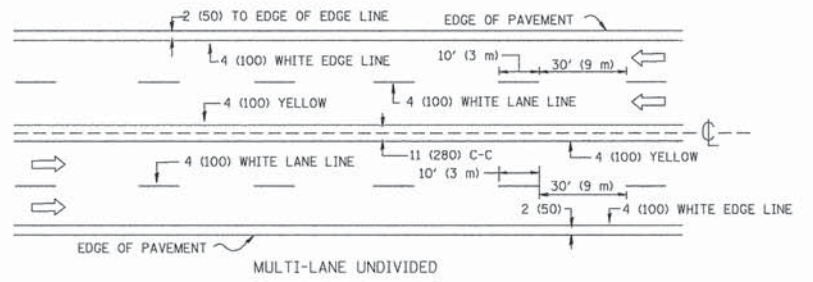 2 (50) TO EDGE OF EDGE LINE
EDGE OF PAVEMENT
4 (100) WHITE EDGE LINE
10' (3 m)
30' (9 m)
4 (100) YELLOW
4 (100) WHITE LANE LINE
℄
4 (100) WHITE LANE LINE
11 (280) C-C
4 (100) YELLOW
10' (3 m)
30' (9 m)
2 (50)
4 (100) WHITE EDGE LINE
EDGE OF PAVEMENT
MULTI-LANE UNDIVIDED